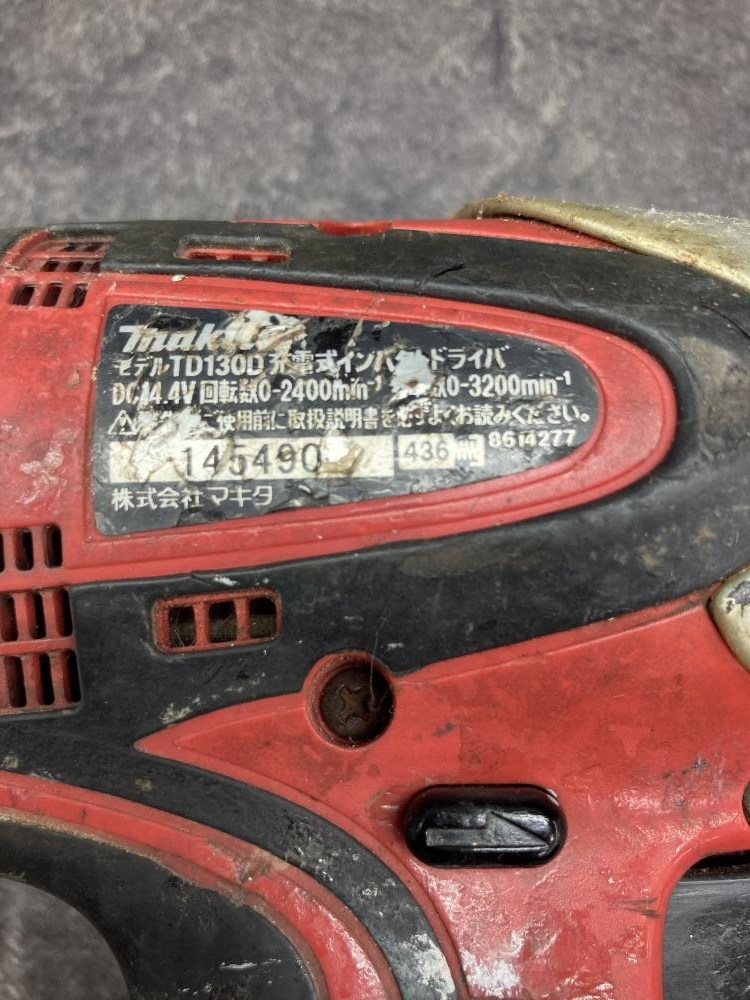 makita
モデルTD130D 充電式インパクトドライバ
DC14.4V 回転数0-2400min⁻¹ 0-3200min⁻¹
ご使用前に取扱説明書を必ずよくお読みください。
145490 436 8614277
株式会社 マキタ